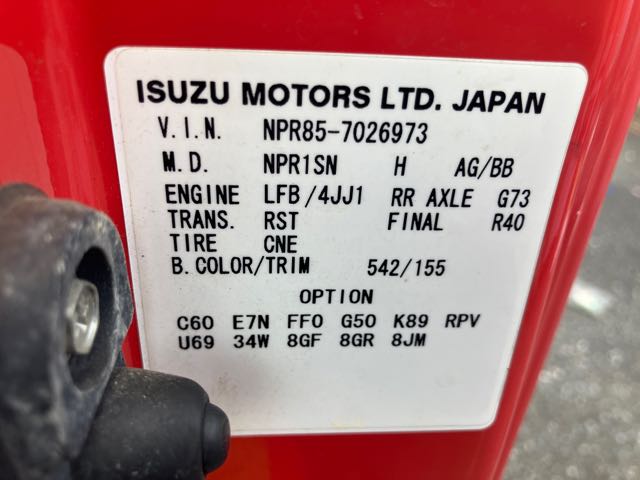 ISUZU MOTORS LTD. JAPAN
V.I.N. NPR85-7026973
M.D. NPR1SN H AG/BB
ENGINE LFB/4JJ1 RR AXLE G73
TRANS. RST FINAL R40
TIRE CNE
B.COLOR/TRIM 542/155
OPTION
C60 E7N FF0 G50 K89 RPV
U69 34W 8GF 8GR 8JM